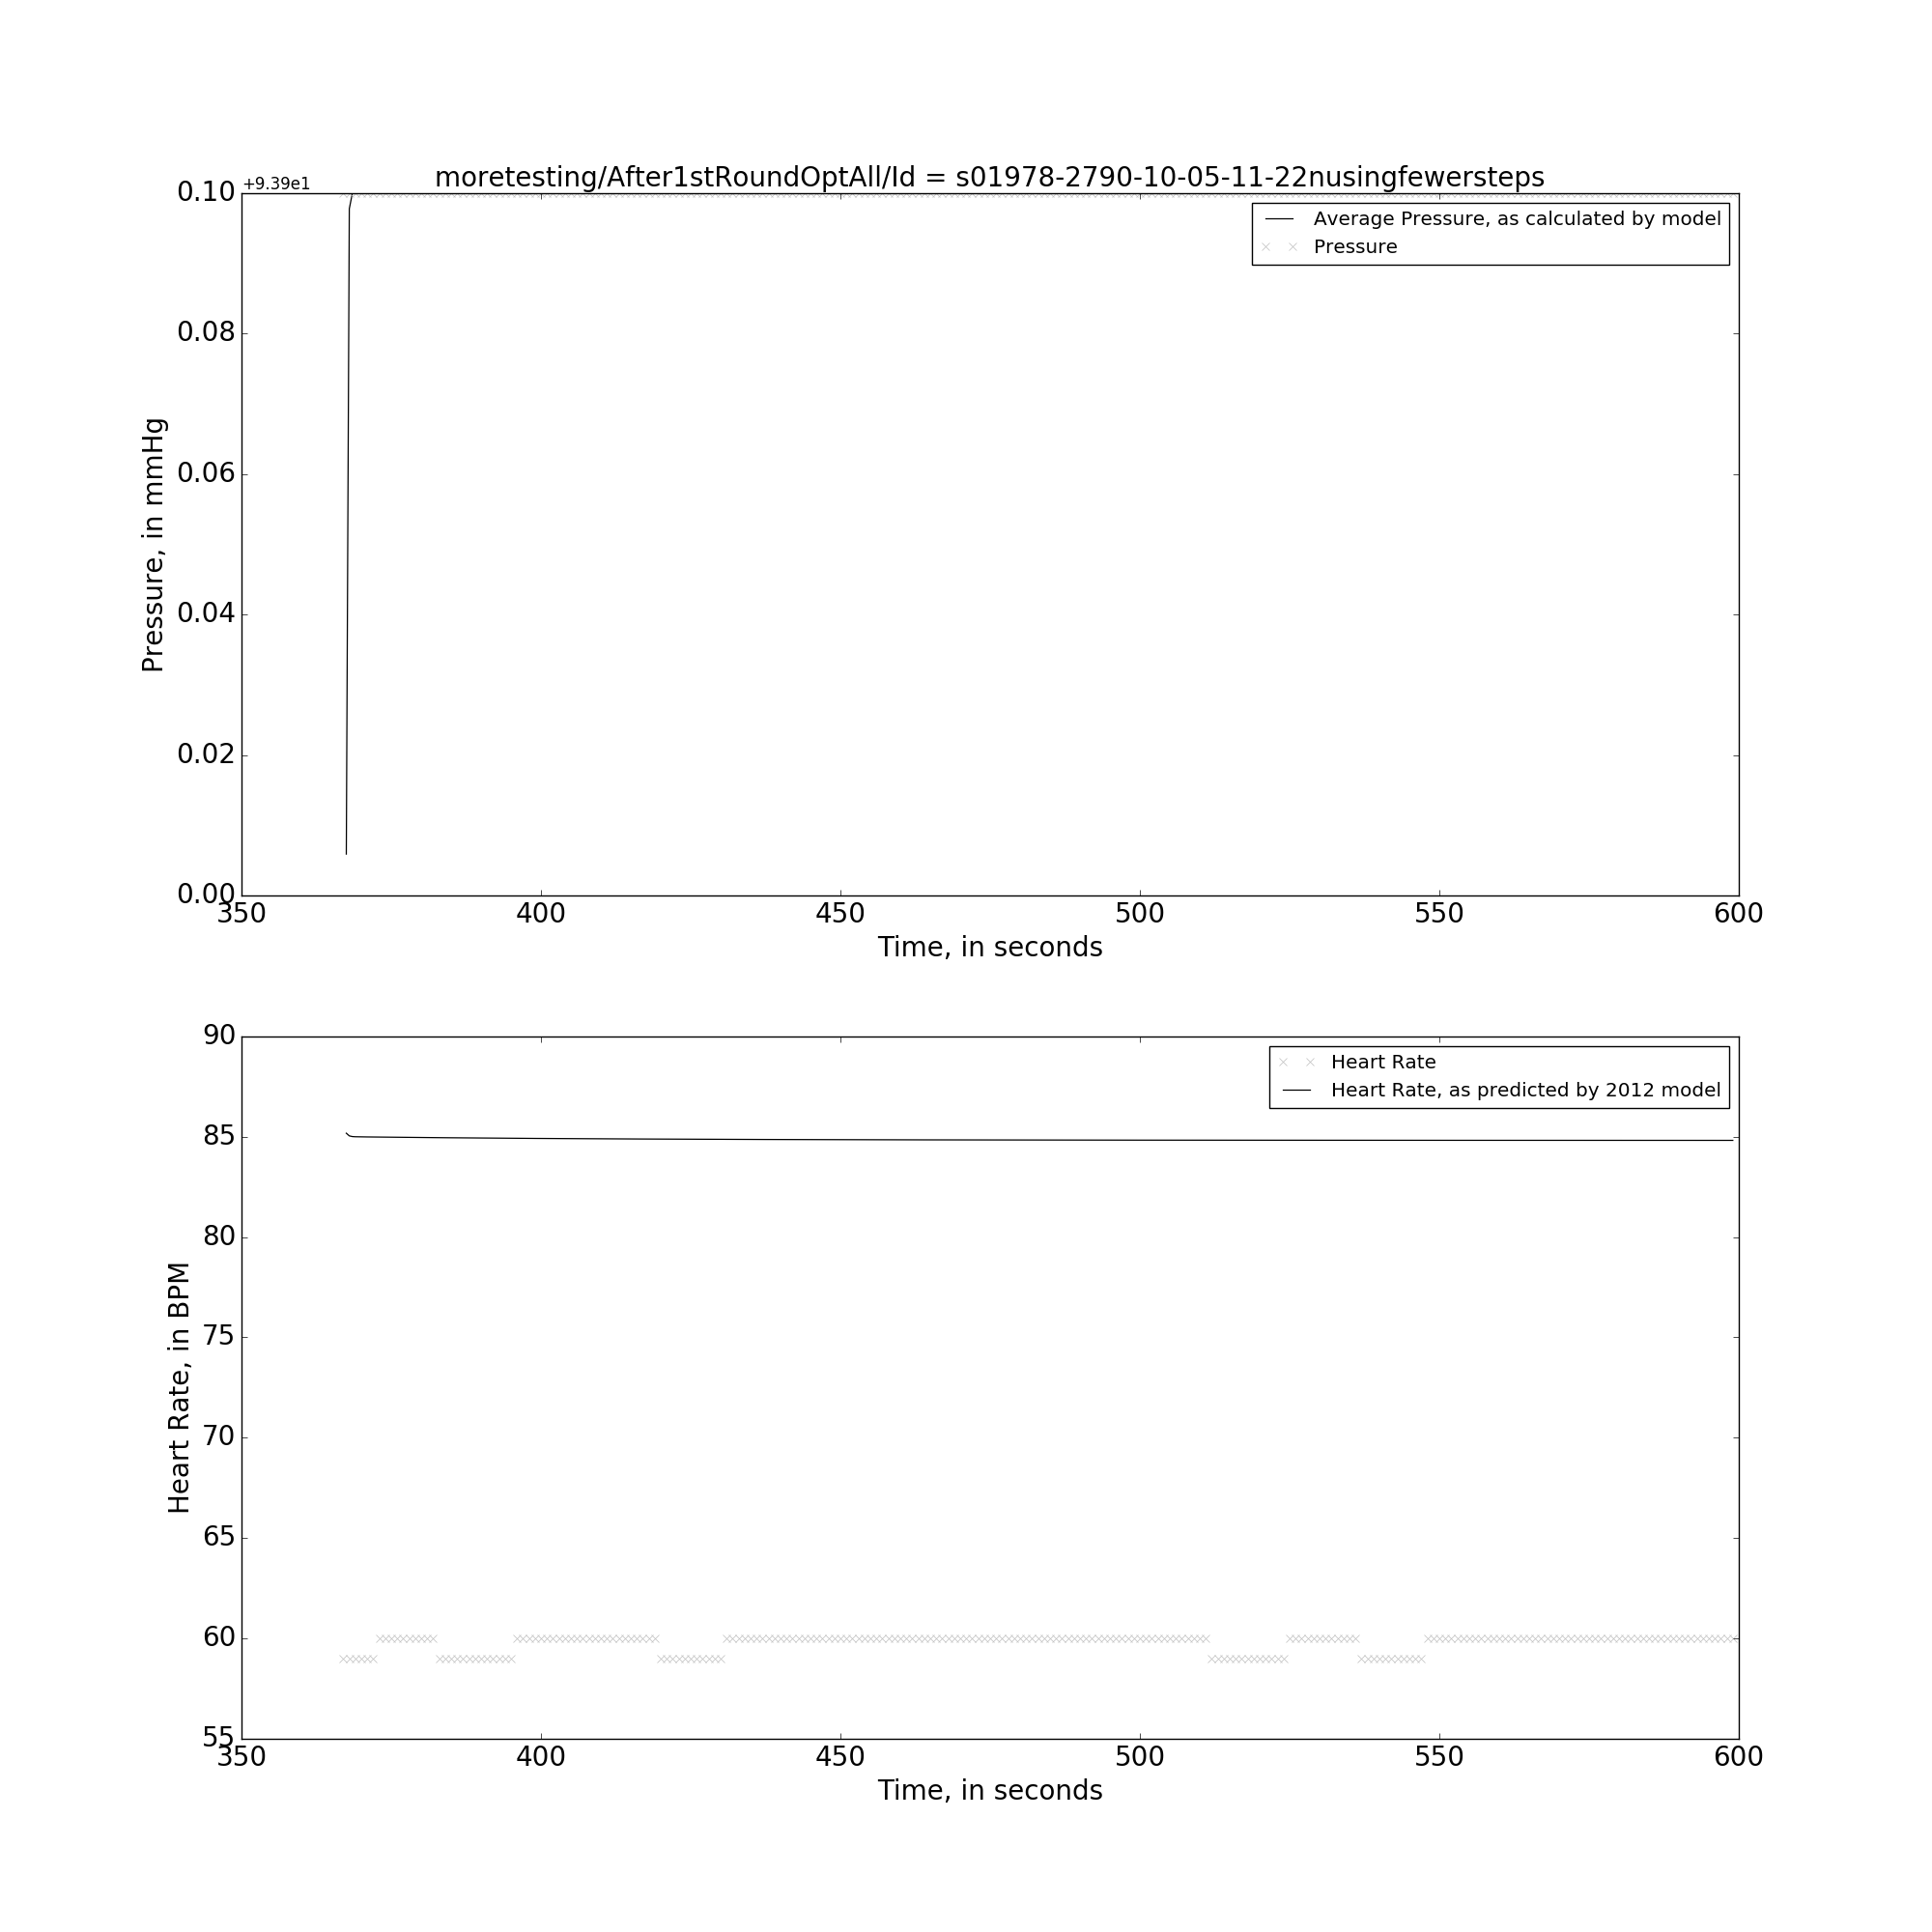 moretesting/After1stRoundOptAll/Id = s01978-2790-10-05-11-22nusingfewersteps
+9.39e1
0.10
0.08
0.06
0.04
0.02
0.00
Pressure, in mmHg
Average Pressure, as calculated by model
Pressure
350 400 450 500 550 600
Time, in seconds
90
85
80
75
70
65
60
55
Heart Rate, in BPM
Heart Rate
Heart Rate, as predicted by 2012 model
350 400 450 500 550 600
Time, in seconds